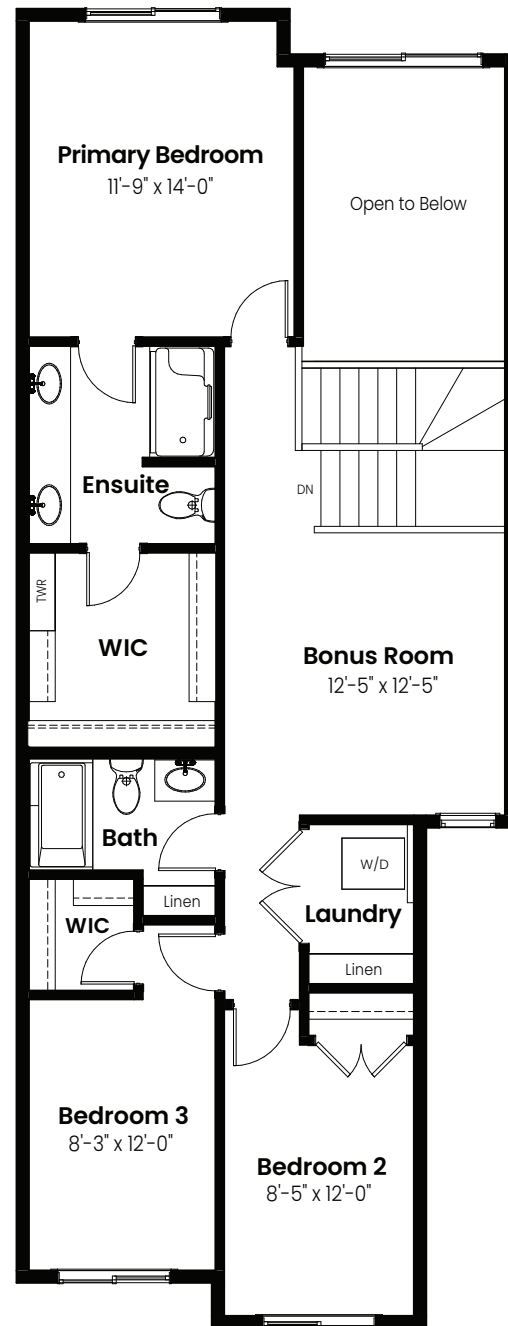 Primary Bedroom
11'-9" x 14'-0"
Open to Below
Ensuite
DN
TWR
WIC
Bonus Room
12'-5" x 12'-5"
Bath
W/D
Linen
WIC
Laundry
Linen
Bedroom 3
8'-3" x 12'-0"
Bedroom 2
8'-5" x 12'-0"